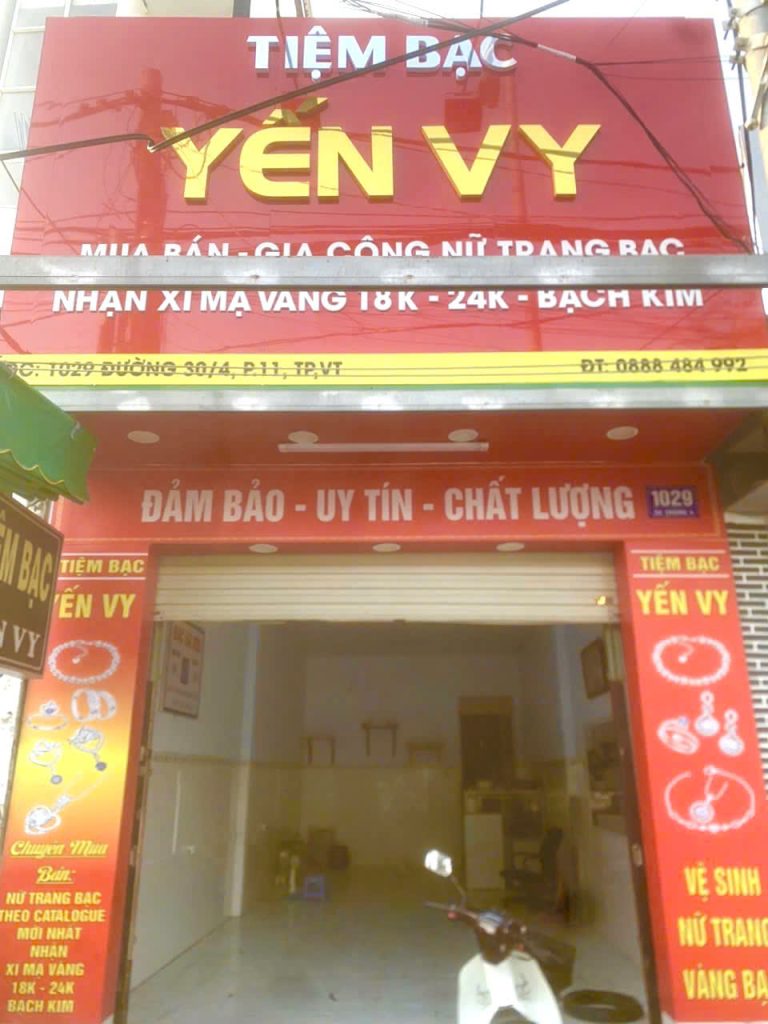 TIỆM BẠC
YẾN VY
MUA BÁN - GIA CÔNG NỮ TRANG BẠC
NHẬN XI MẠ VÀNG 18K - 24K - BẠCH KIM
ĐC: 1029 ĐƯỜNG 30/4, P.11, TP,VT
ĐT: 0888 484 992
ĐẢM BẢO - UY TÍN - CHẤT LƯỢNG
1029
TIỆM BẠC
YẾN VY
Chuyên Mua
Bán:
NỮ TRANG BẠC
THEO CATALOGUE
MỚI NHẤT
NHẬN
XI MẠ VÀNG
18K - 24K
BẠCH KIM
TIỆM BẠC
YẾN VY
VỆ SINH
NỮ TRANG
VÀNG BẠ
ỆM BẠC
N VY